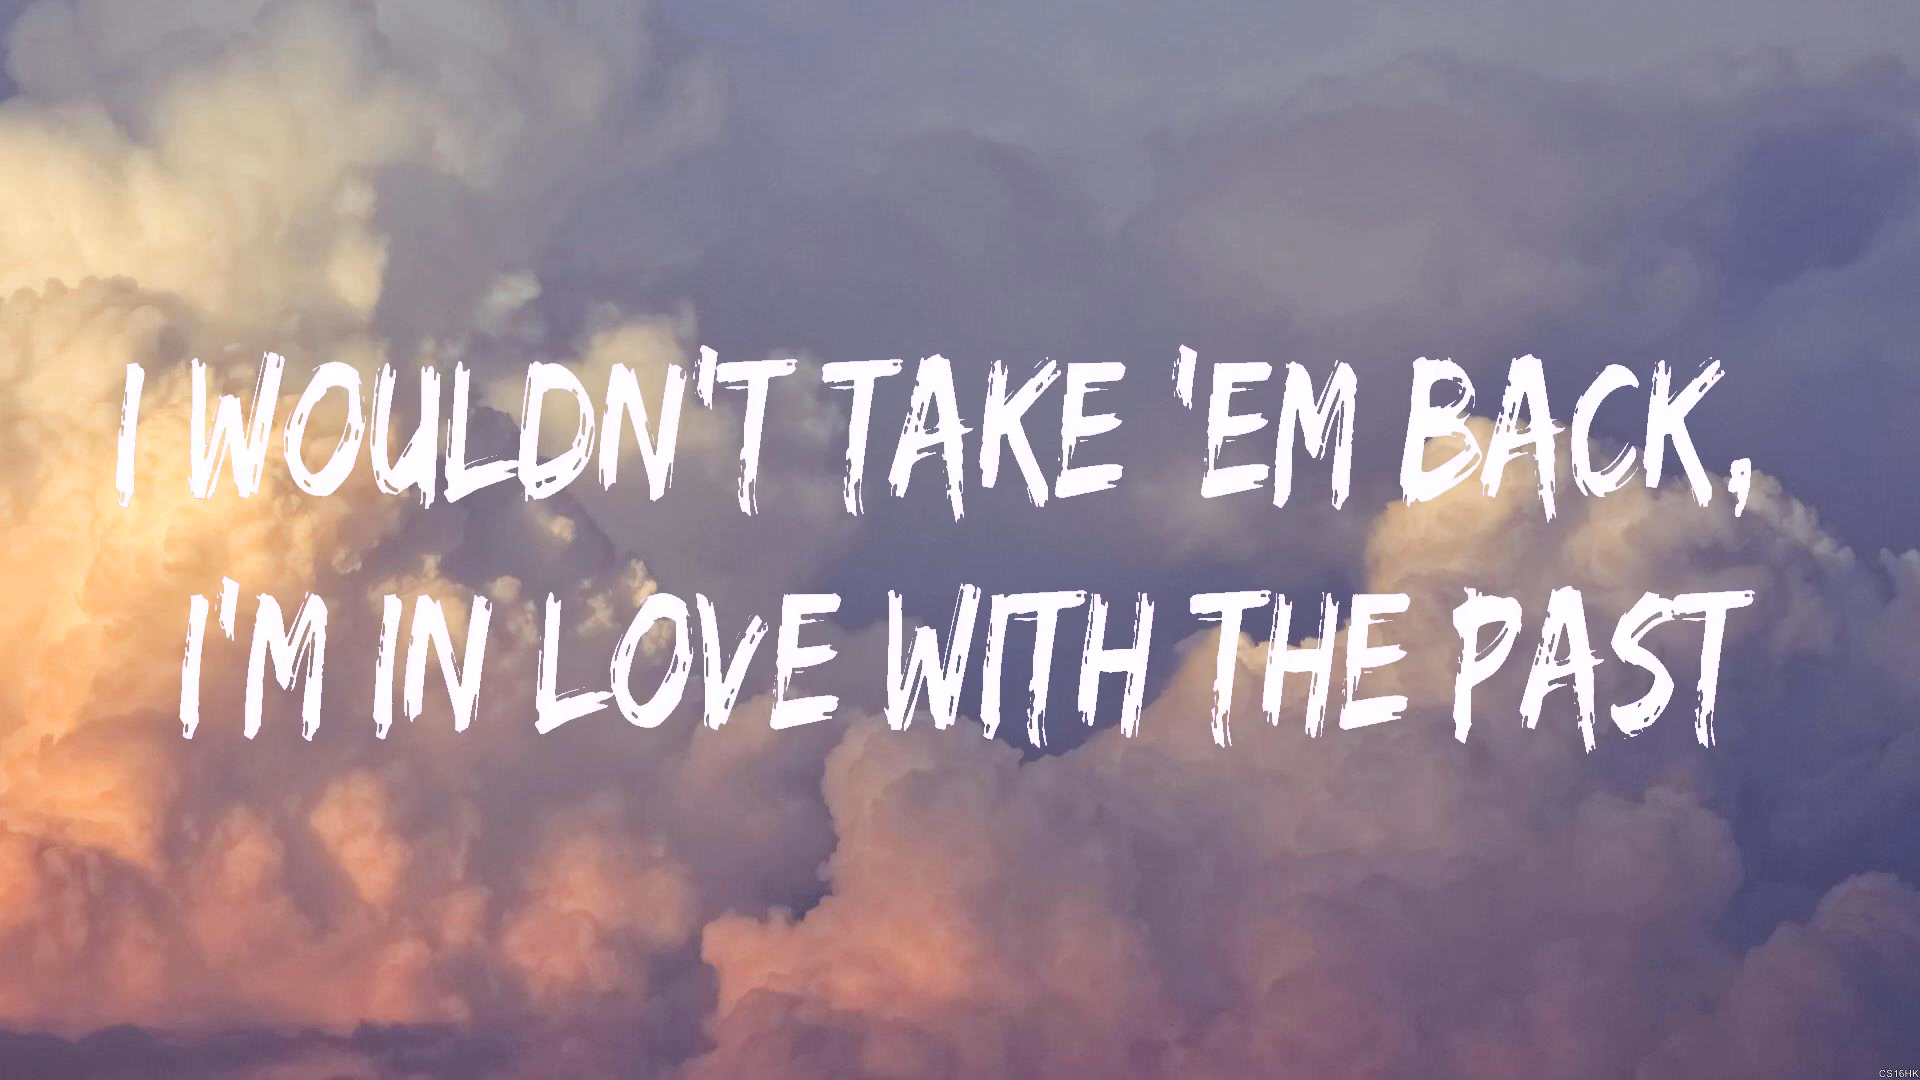 I WOULDN'T TAKE 'EM BACK,
I'M IN LOVE WITH THE PAST
CS16HK